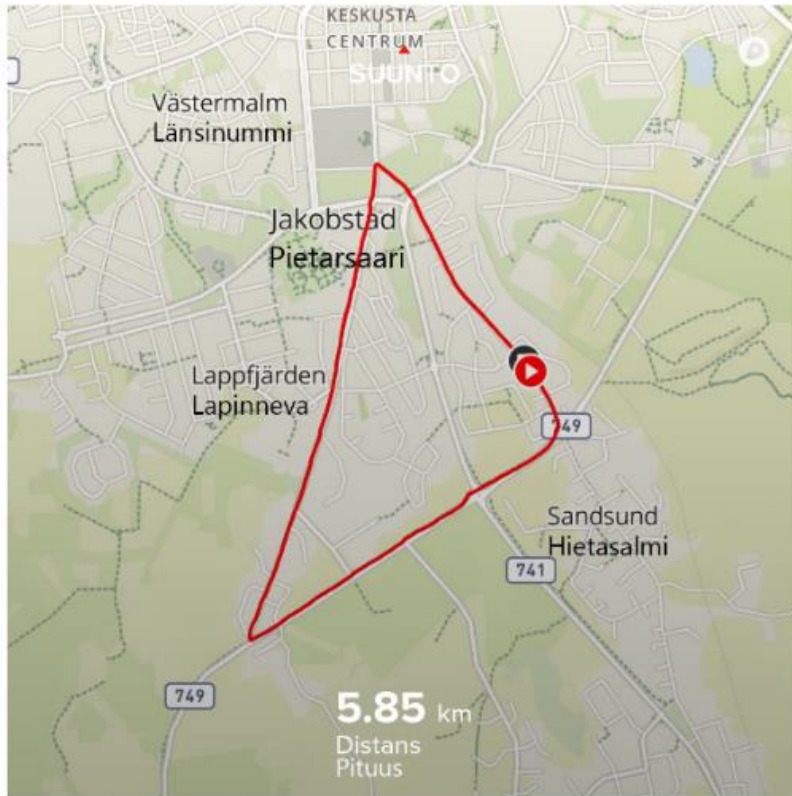 KESKUSTA
CENTRUM
SUUNTO
Västermalm
Länsinummi
Jakobstad
Pietarsaari
Lappfjärden
Lapinneva
749
Sandsund
Hietasalmi
741
749
5.85 km
Distans
Pituus